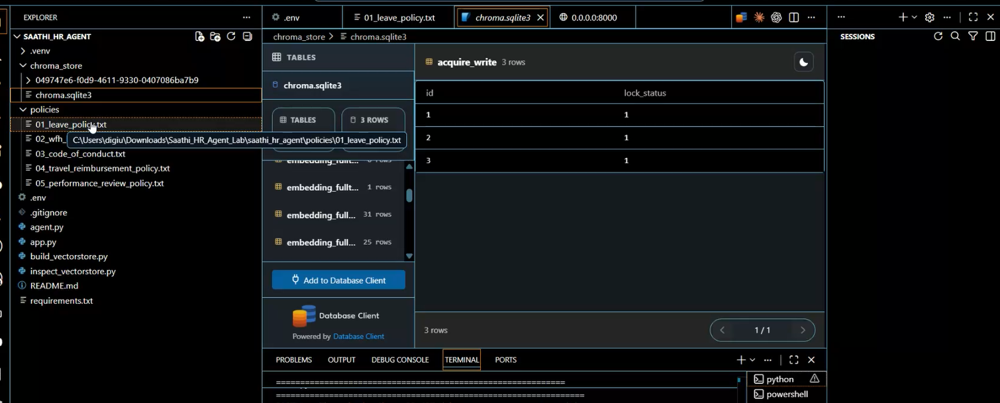 EXPLORER
SAATHI_HR_AGENT
.venv
chroma_store
049747e6-f0d9-4611-9330-0407086ba7b9
chroma.sqlite3
policies
01_leave_policy.txt
02_wfh_
C:\Users\digiu\Downloads\Saathi_HR_Agent_Lab\saathi_hr_agent\policies\01_leave_policy.txt
03_code_of_conduct.txt
04_travel_reimbursement_policy.txt
05_performance_review_policy.txt
.env
.gitignore
agent.py
app.py
build_vectorstore.py
inspect_vectorstore.py
README.md
requirements.txt
.env
01_leave_policy.txt
chroma.sqlite3
0.0.0.0:8000
chroma_store > chroma.sqlite3
TABLES
chroma.sqlite3
TABLES
3 ROWS
embedding_fullt...
embedding_fullt... 1 rows
embedding_full... 31 rows
embedding_full... 25 rows
Add to Database Client
Database Client
Powered by Database Client
acquire_write 3 rows
id lock_status
1 1
2 1
3 1
3 rows
1 / 1
PROBLEMS OUTPUT DEBUG CONSOLE TERMINAL PORTS
python
powershell
SESSIONS